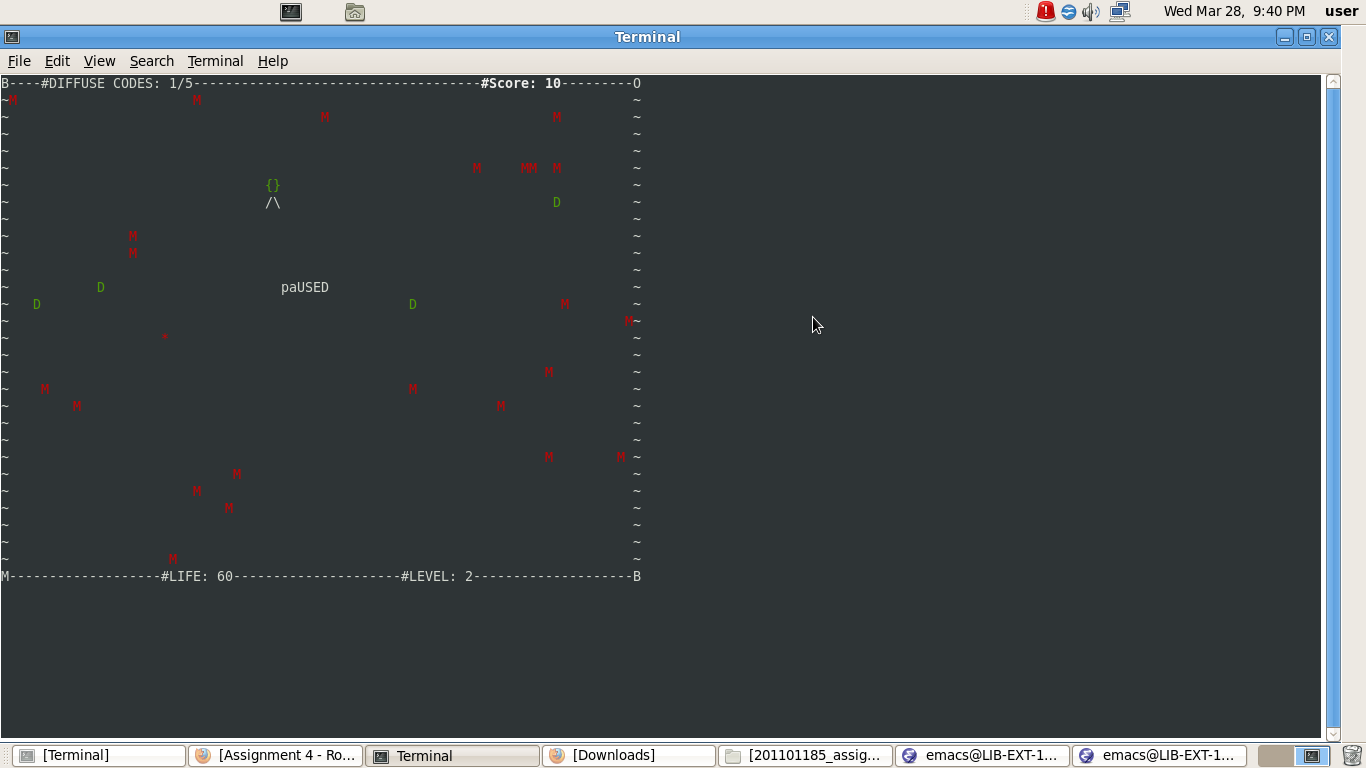 Wed Mar 28, 9:40 PM user
Terminal
File Edit View Search Terminal Help
B----#DIFFUSE CODES: 1/5------------------------------------#Score: 10---------O
~M                      M                                                      ~
~                                       M                            M         ~
~                                                                              ~
~                                                                              ~
~                                                          M     MM  M         ~
~                                {}                                            ~
~                                /\                                  D         ~
~                                                                              ~
~               M                                                              ~
~               M                                                              ~
~                                                                              ~
~           D                      paUSED                                      ~
~   D                                              D                  M        ~
~                                                                             M~
~                   *                                                          ~
~                                                                              ~
~                                                                   M          ~
~    M                                             M                           ~
~        M                                                    M                ~
~                                                                              ~
~                                                                              ~
~                                                                   M        M ~
~                            M                                                 ~
~                       M                                                      ~
~                           M                                                  ~
~                                                                              ~
~                                                                              ~
~                    M                                                         ~
M-------------------#LIFE: 60---------------------#LEVEL: 2--------------------B
[Terminal] [Assignment 4 - Ro... Terminal [Downloads] [201101185_assig... emacs@LIB-EXT-1... emacs@LIB-EXT-1...